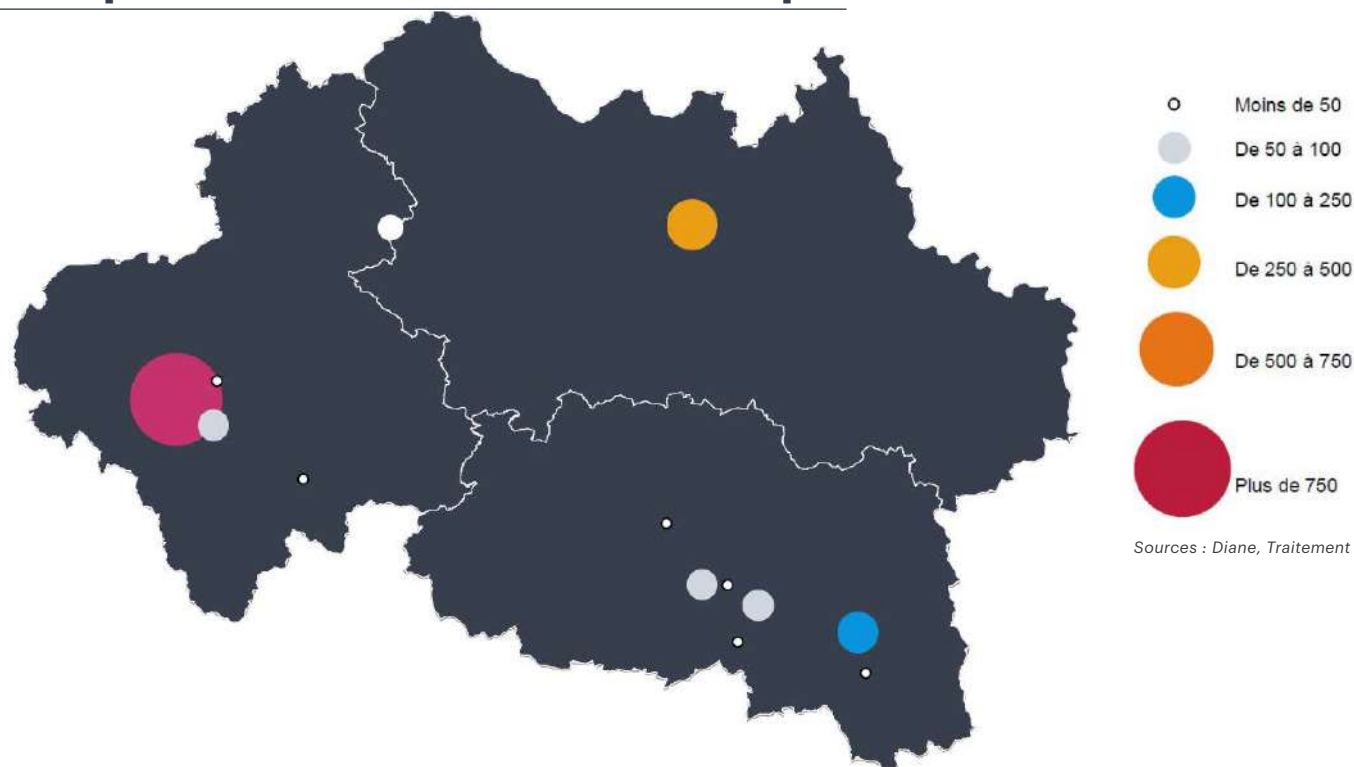 Moins de 50
De 50 à 100
De 100 à 250
De 250 à 500
De 500 à 750
Plus de 750
Sources : Diane, Traitement